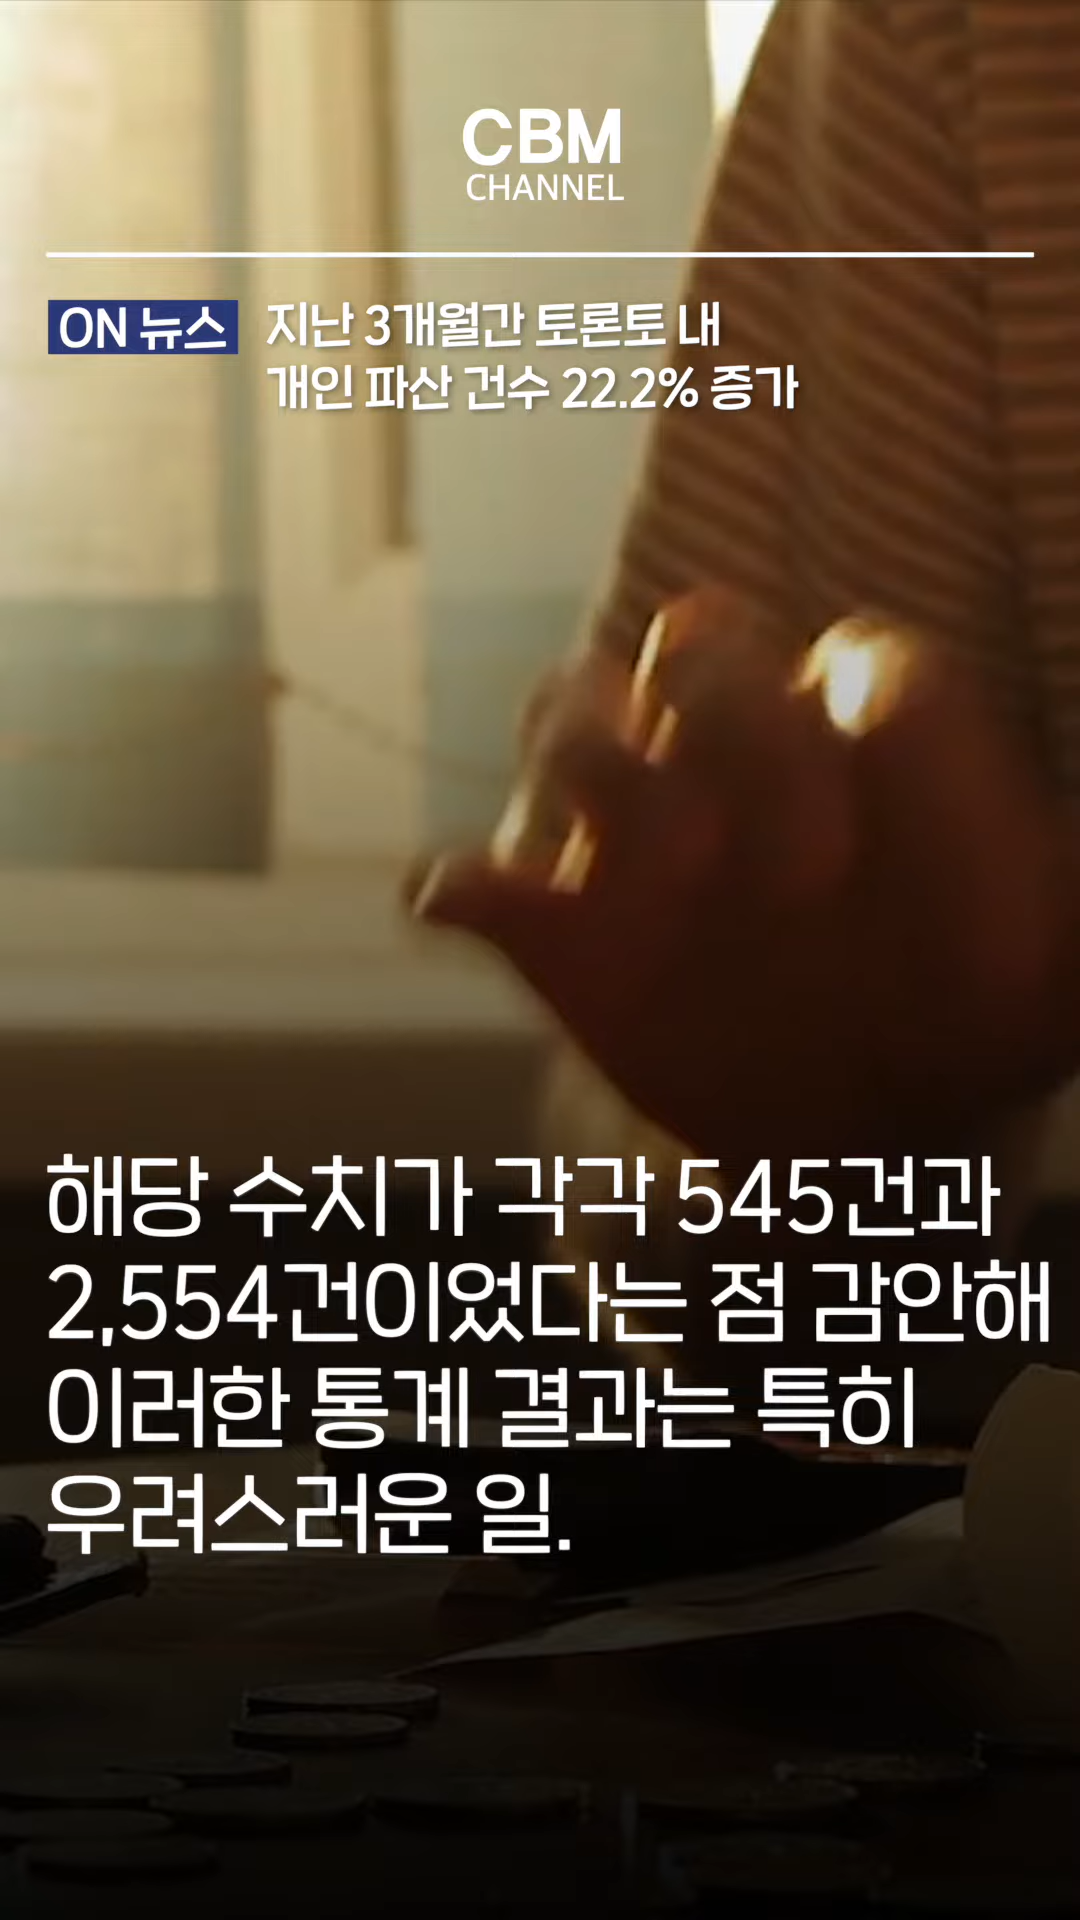 CBM
CHANNEL
ON 뉴스
지난 3개월간 토론토 내
개인 파산 건수 22.2% 증가
해당 수치가 각각 545건과
2,554건이었다는 점 감안해
이러한 통계 결과는 특히
우려스러운 일.